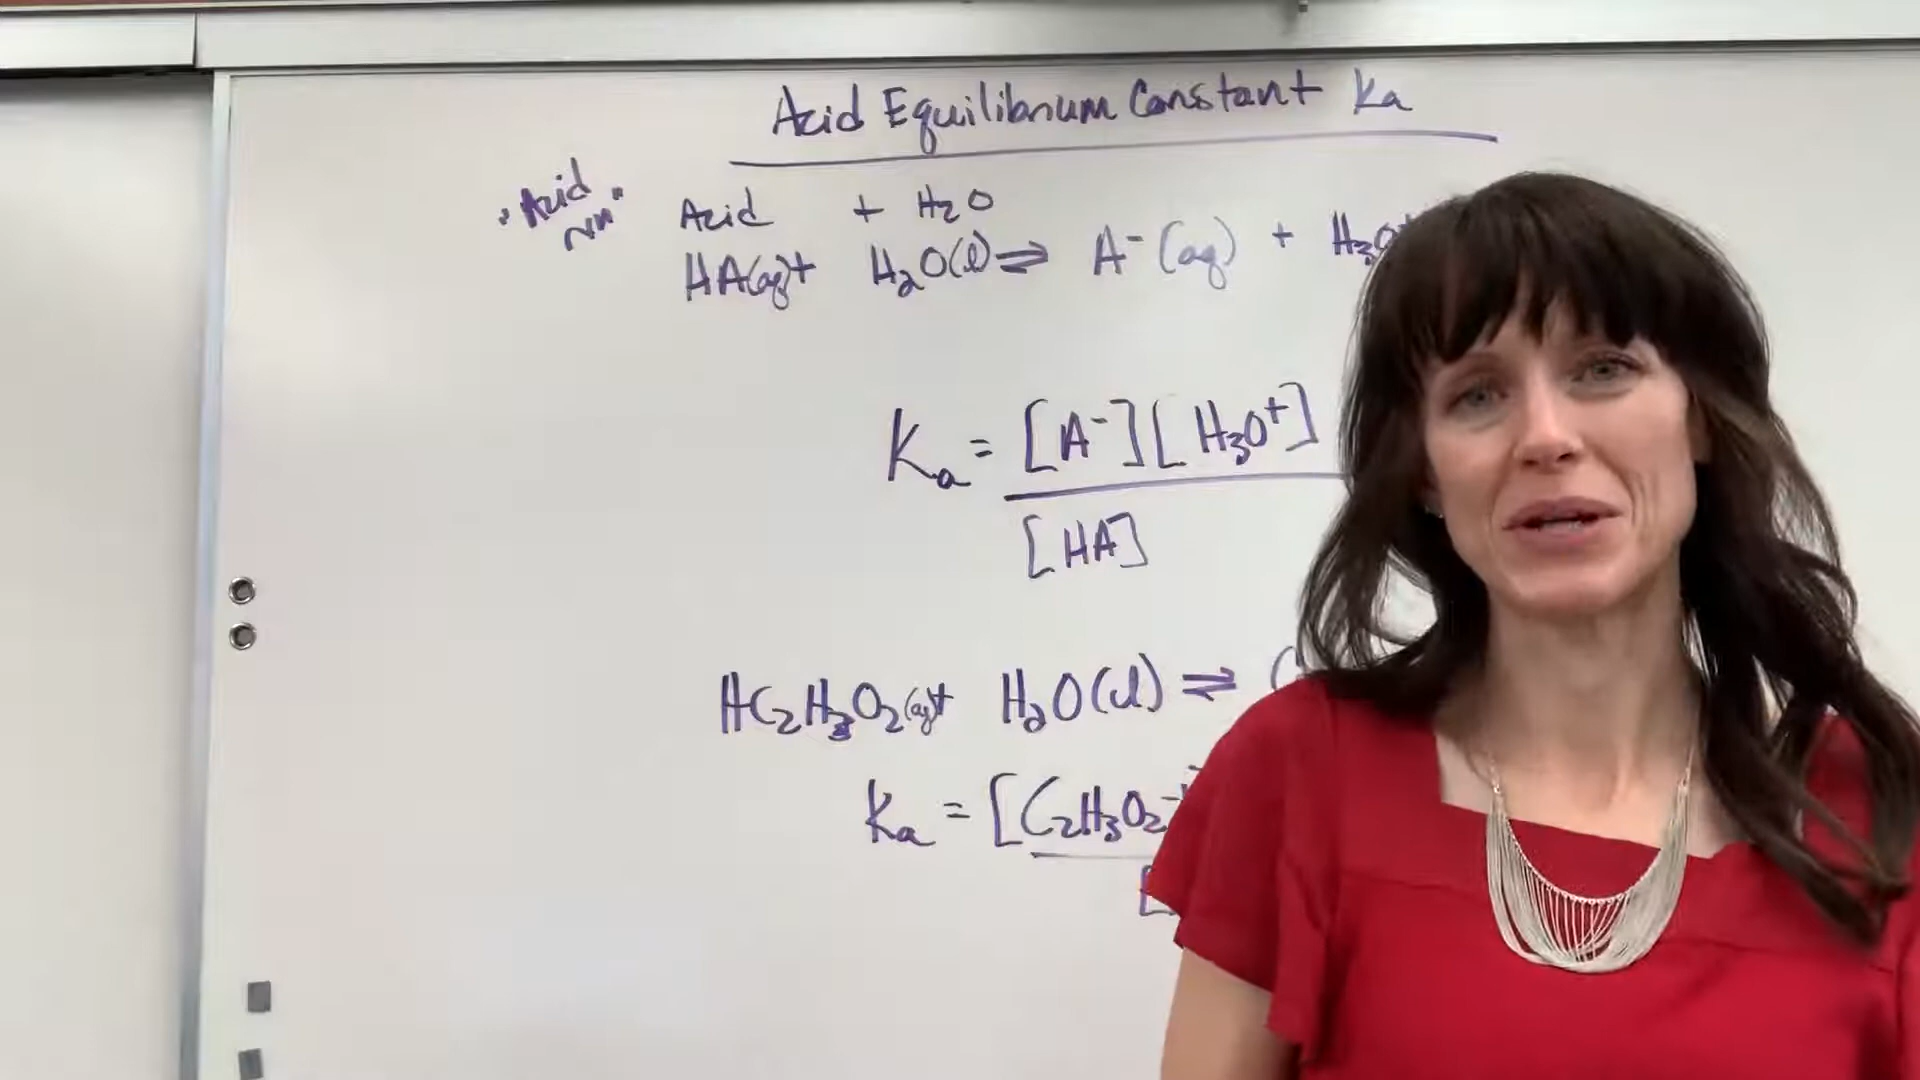 Acid Equilibrium Constant Ka
"Acid
Acid + H2O
HA(aq) + H₂O(l) ⇌ A⁻(aq) + H₃O⁺
Ka = [A⁻][H₃O⁺]
[HA]
HC₂H₃O₂(aq) + H₂O(l) ⇌ C
Ka = [C₂H₃O₂⁻
[